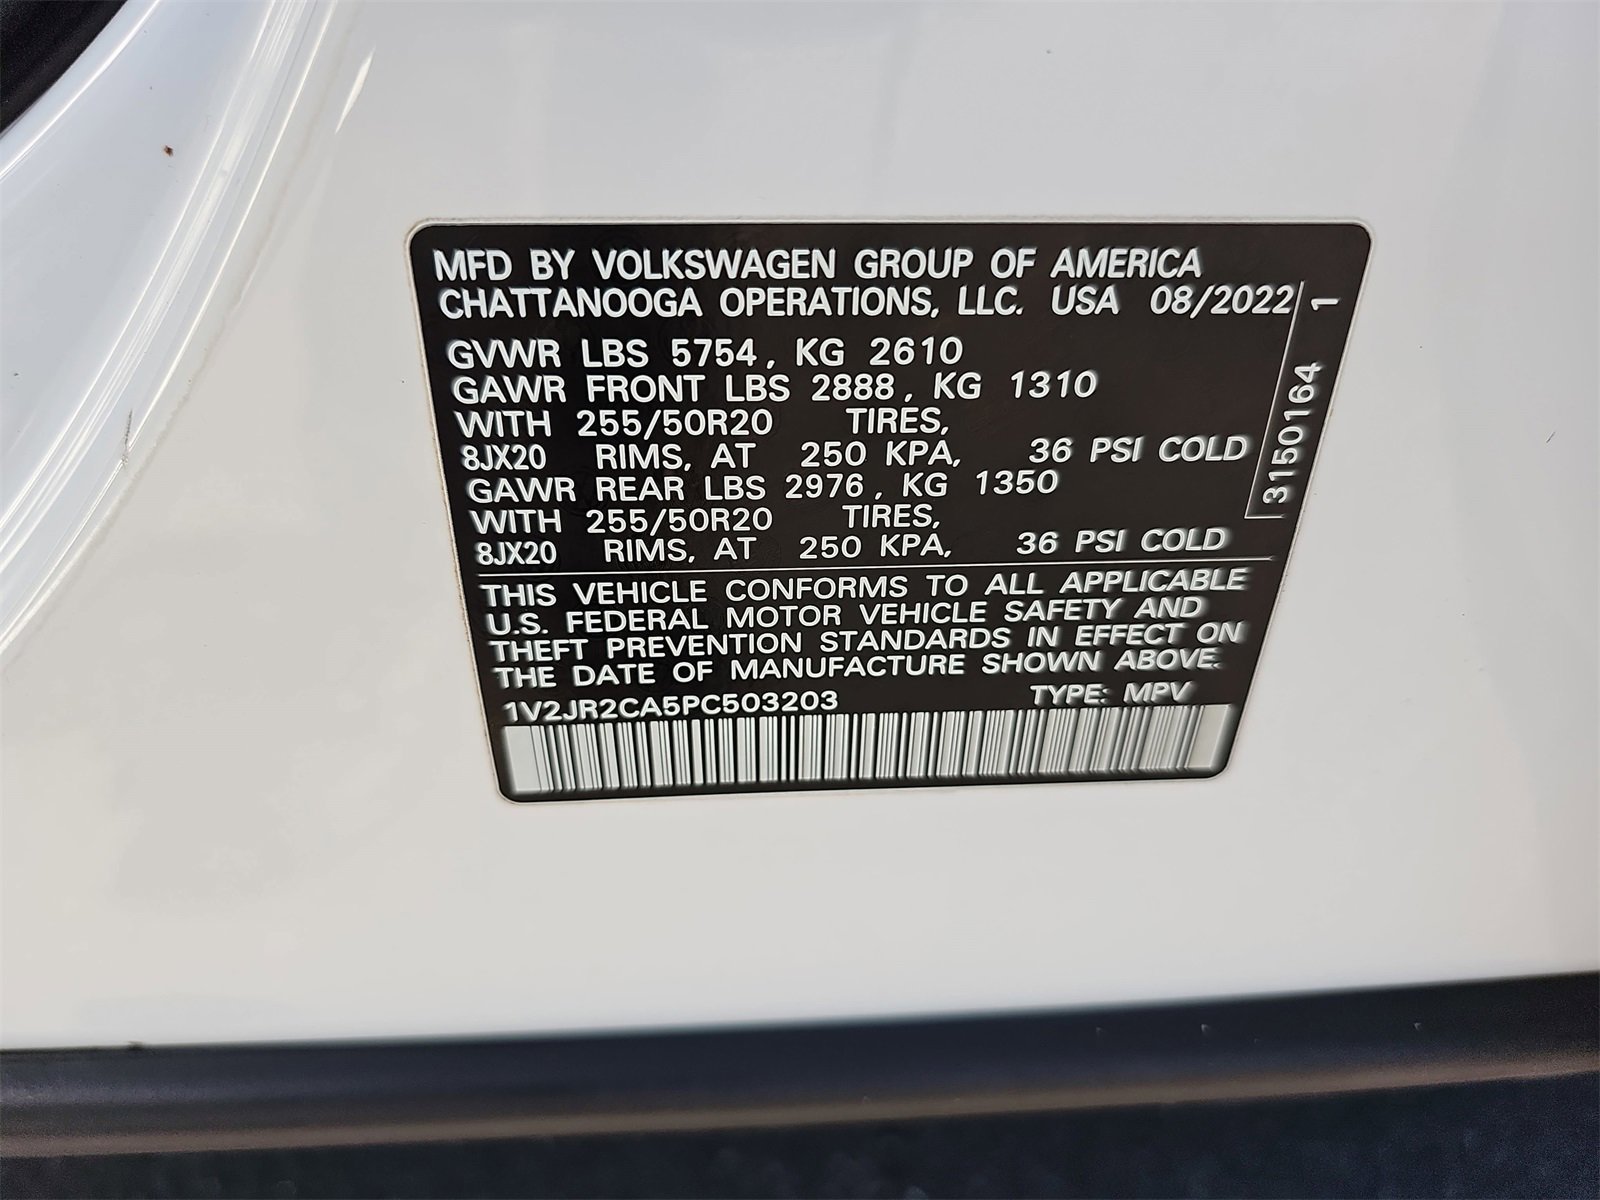 MFD BY VOLKSWAGEN GROUP OF AMERICA
CHATTANOOGA OPERATIONS, LLC. USA 08/2022
GVWR LBS 5754, KG 2610
GAWR FRONT LBS 2888, KG 1310
WITH 255/50R20 TIRES,
8JX20 RIMS, AT 250 KPA, 36 PSI COLD
GAWR REAR LBS 2976, KG 1350
WITH 255/50R20 TIRES,
8JX20 RIMS, AT 250 KPA, 36 PSI COLD
THIS VEHICLE CONFORMS TO ALL APPLICABLE
U.S. FEDERAL MOTOR VEHICLE SAFETY AND
THEFT PREVENTION STANDARDS IN EFFECT ON
THE DATE OF MANUFACTURE SHOWN ABOVE.
1V2JR2CA5PC503203 TYPE: MPV
3150164 1